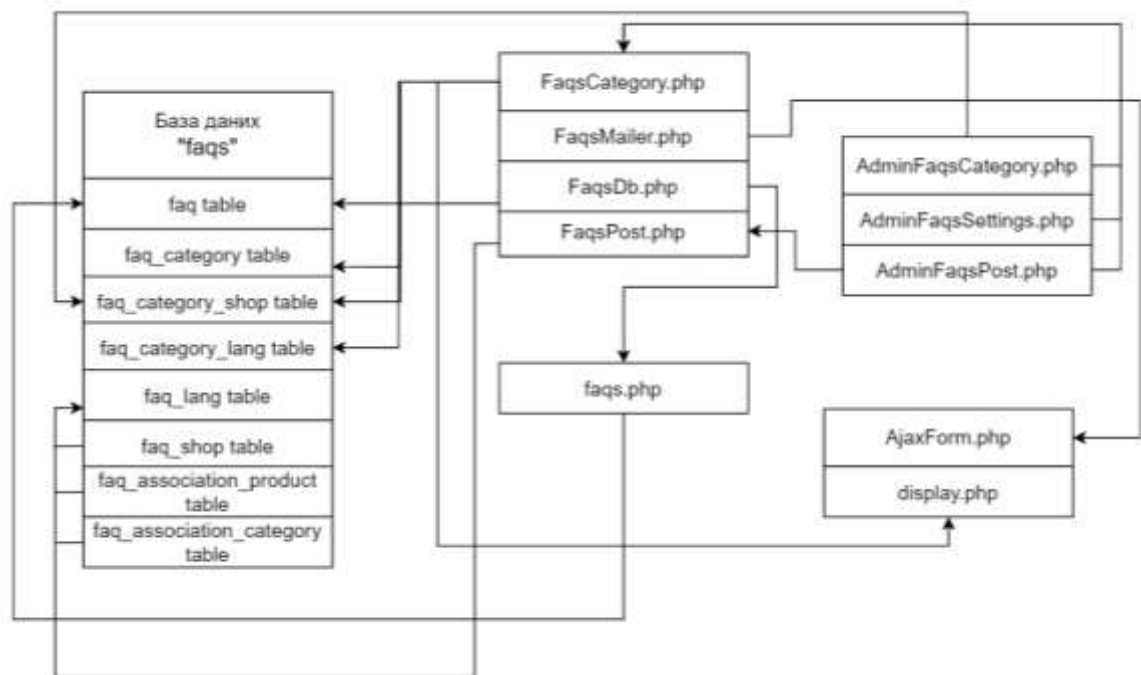 База даних
"faqs"
faq table
faq_category table
faq_category_shop table
faq_category_lang table
faq_lang table
faq_shop table
faq_association_product
table
faq_association_category
table
FaqsCategory.php
FaqsMailer.php
FaqsDb.php
FaqsPost.php
faqs.php
AdminFaqsCategory.php
AdminFaqsSettings.php
AdminFaqsPost.php
AjaxForm.php
display.php